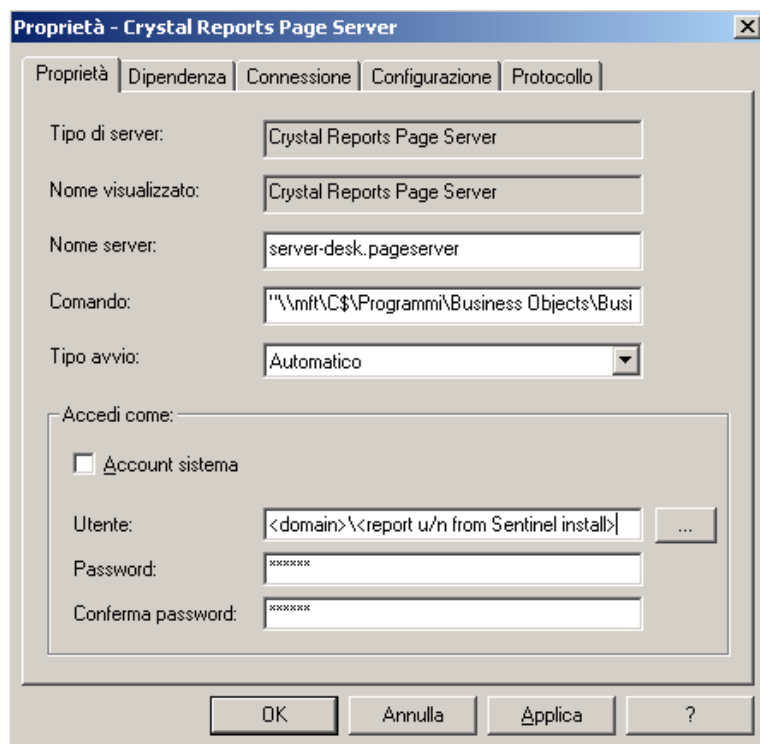 Proprietà - Crystal Reports Page Server
Proprietà Dipendenza Connessione Configurazione Protocollo
Tipo di server: Crystal Reports Page Server
Nome visualizzato: Crystal Reports Page Server
Nome server: server-desk.pageserver
Comando: "\\mft\C$\Programmi\Business Objects\Busi
Tipo avvio: Automatico
Accedi come:
Account sistema
Utente: <domain>\<report u/n from Sentinel install> ...
Password: ******
Conferma password: ******
OK Annulla Applica ?